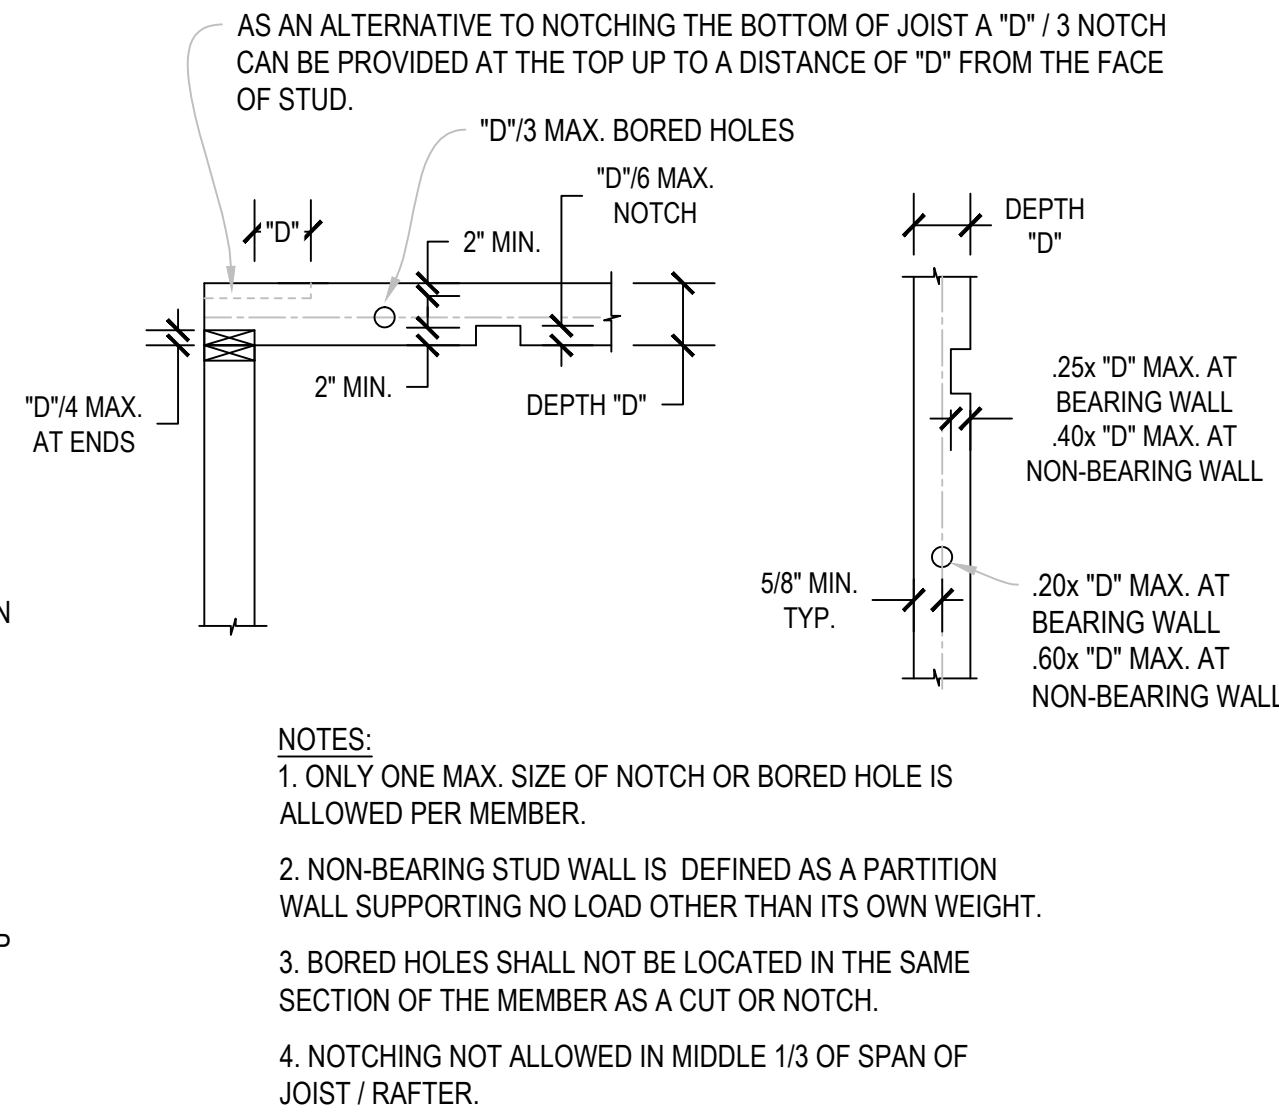 AS AN ALTERNATIVE TO NOTCHING THE BOTTOM OF JOIST A "D" / 3 NOTCH
CAN BE PROVIDED AT THE TOP UP TO A DISTANCE OF "D" FROM THE FACE
OF STUD.
"D"/3 MAX. BORED HOLES
"D"/6 MAX.
NOTCH
"D"
2" MIN.
2" MIN.
DEPTH "D"
"D"/4 MAX.
AT ENDS
DEPTH
"D"
.25x "D" MAX. AT
BEARING WALL
.40x "D" MAX. AT
NON-BEARING WALL
5/8" MIN.
TYP.
.20x "D" MAX. AT
BEARING WALL
.60x "D" MAX. AT
NON-BEARING WALL
N
P
NOTES:
1. ONLY ONE MAX. SIZE OF NOTCH OR BORED HOLE IS
ALLOWED PER MEMBER.
2. NON-BEARING STUD WALL IS DEFINED AS A PARTITION
WALL SUPPORTING NO LOAD OTHER THAN ITS OWN WEIGHT.
3. BORED HOLES SHALL NOT BE LOCATED IN THE SAME
SECTION OF THE MEMBER AS A CUT OR NOTCH.
4. NOTCHING NOT ALLOWED IN MIDDLE 1/3 OF SPAN OF
JOIST / RAFTER.